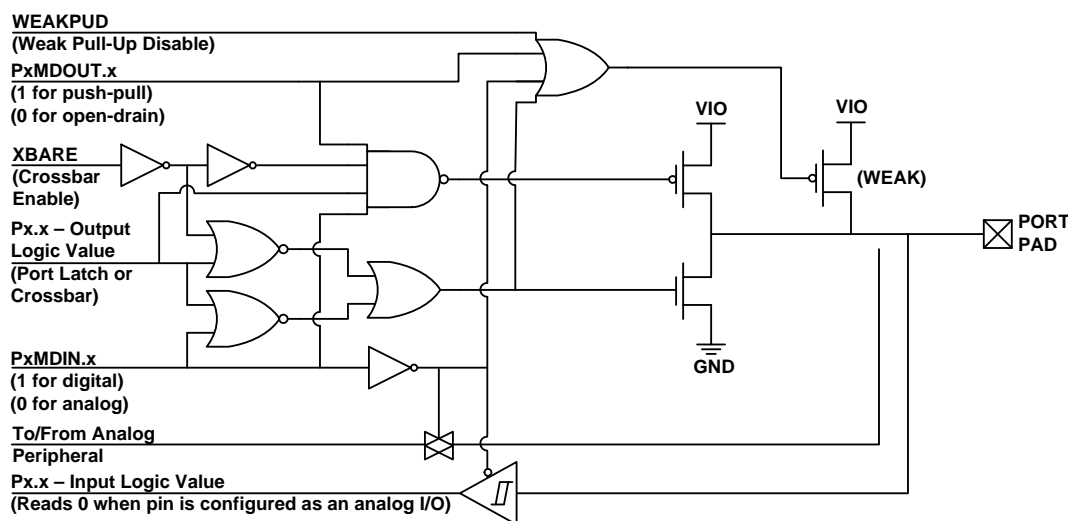 WEAKPUD
(Weak Pull-Up Disable)
PxMDOUT.x
(1 for push-pull)
(0 for open-drain)
XBARE
(Crossbar
Enable)
Px.x – Output
Logic Value
(Port Latch or
Crossbar)
PxMDIN.x
(1 for digital)
(0 for analog)
To/From Analog
Peripheral
Px.x – Input Logic Value
(Reads 0 when pin is configured as an analog I/O)
VIO
VIO
(WEAK)
PORT
PAD
GND